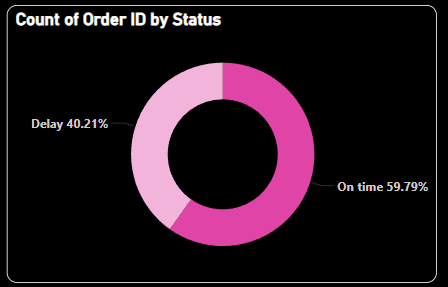 Count of Order ID by Status
Delay 40.21%
On time 59.79%